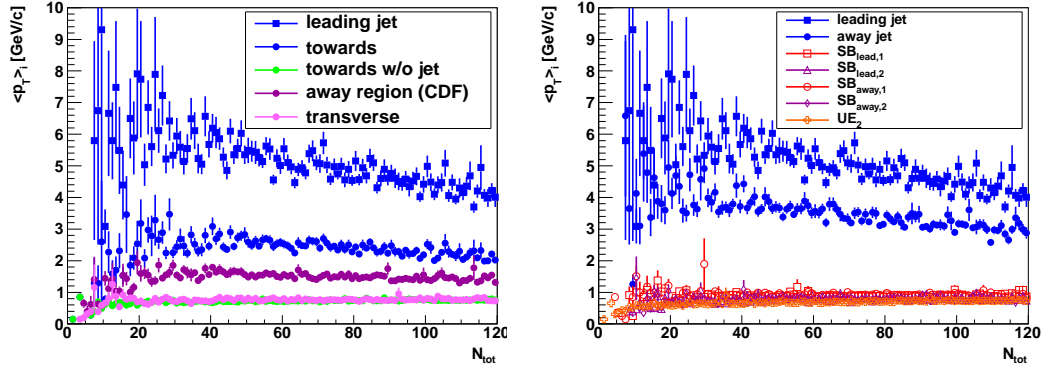 <p_T>_i [GeV/c]
10
9
8
7
6
5
4
3
2
1
0
leading jet
towards
towards w/o jet
away region (CDF)
transverse
0 20 40 60 80 100 120
N_tot
<p_T>_i [GeV/c]
10
9
8
7
6
5
4
3
2
1
0
leading jet
away jet
SB_lead,1
SB_lead,2
SB_away,1
SB_away,2
UE_2
0 20 40 60 80 100 120
N_tot